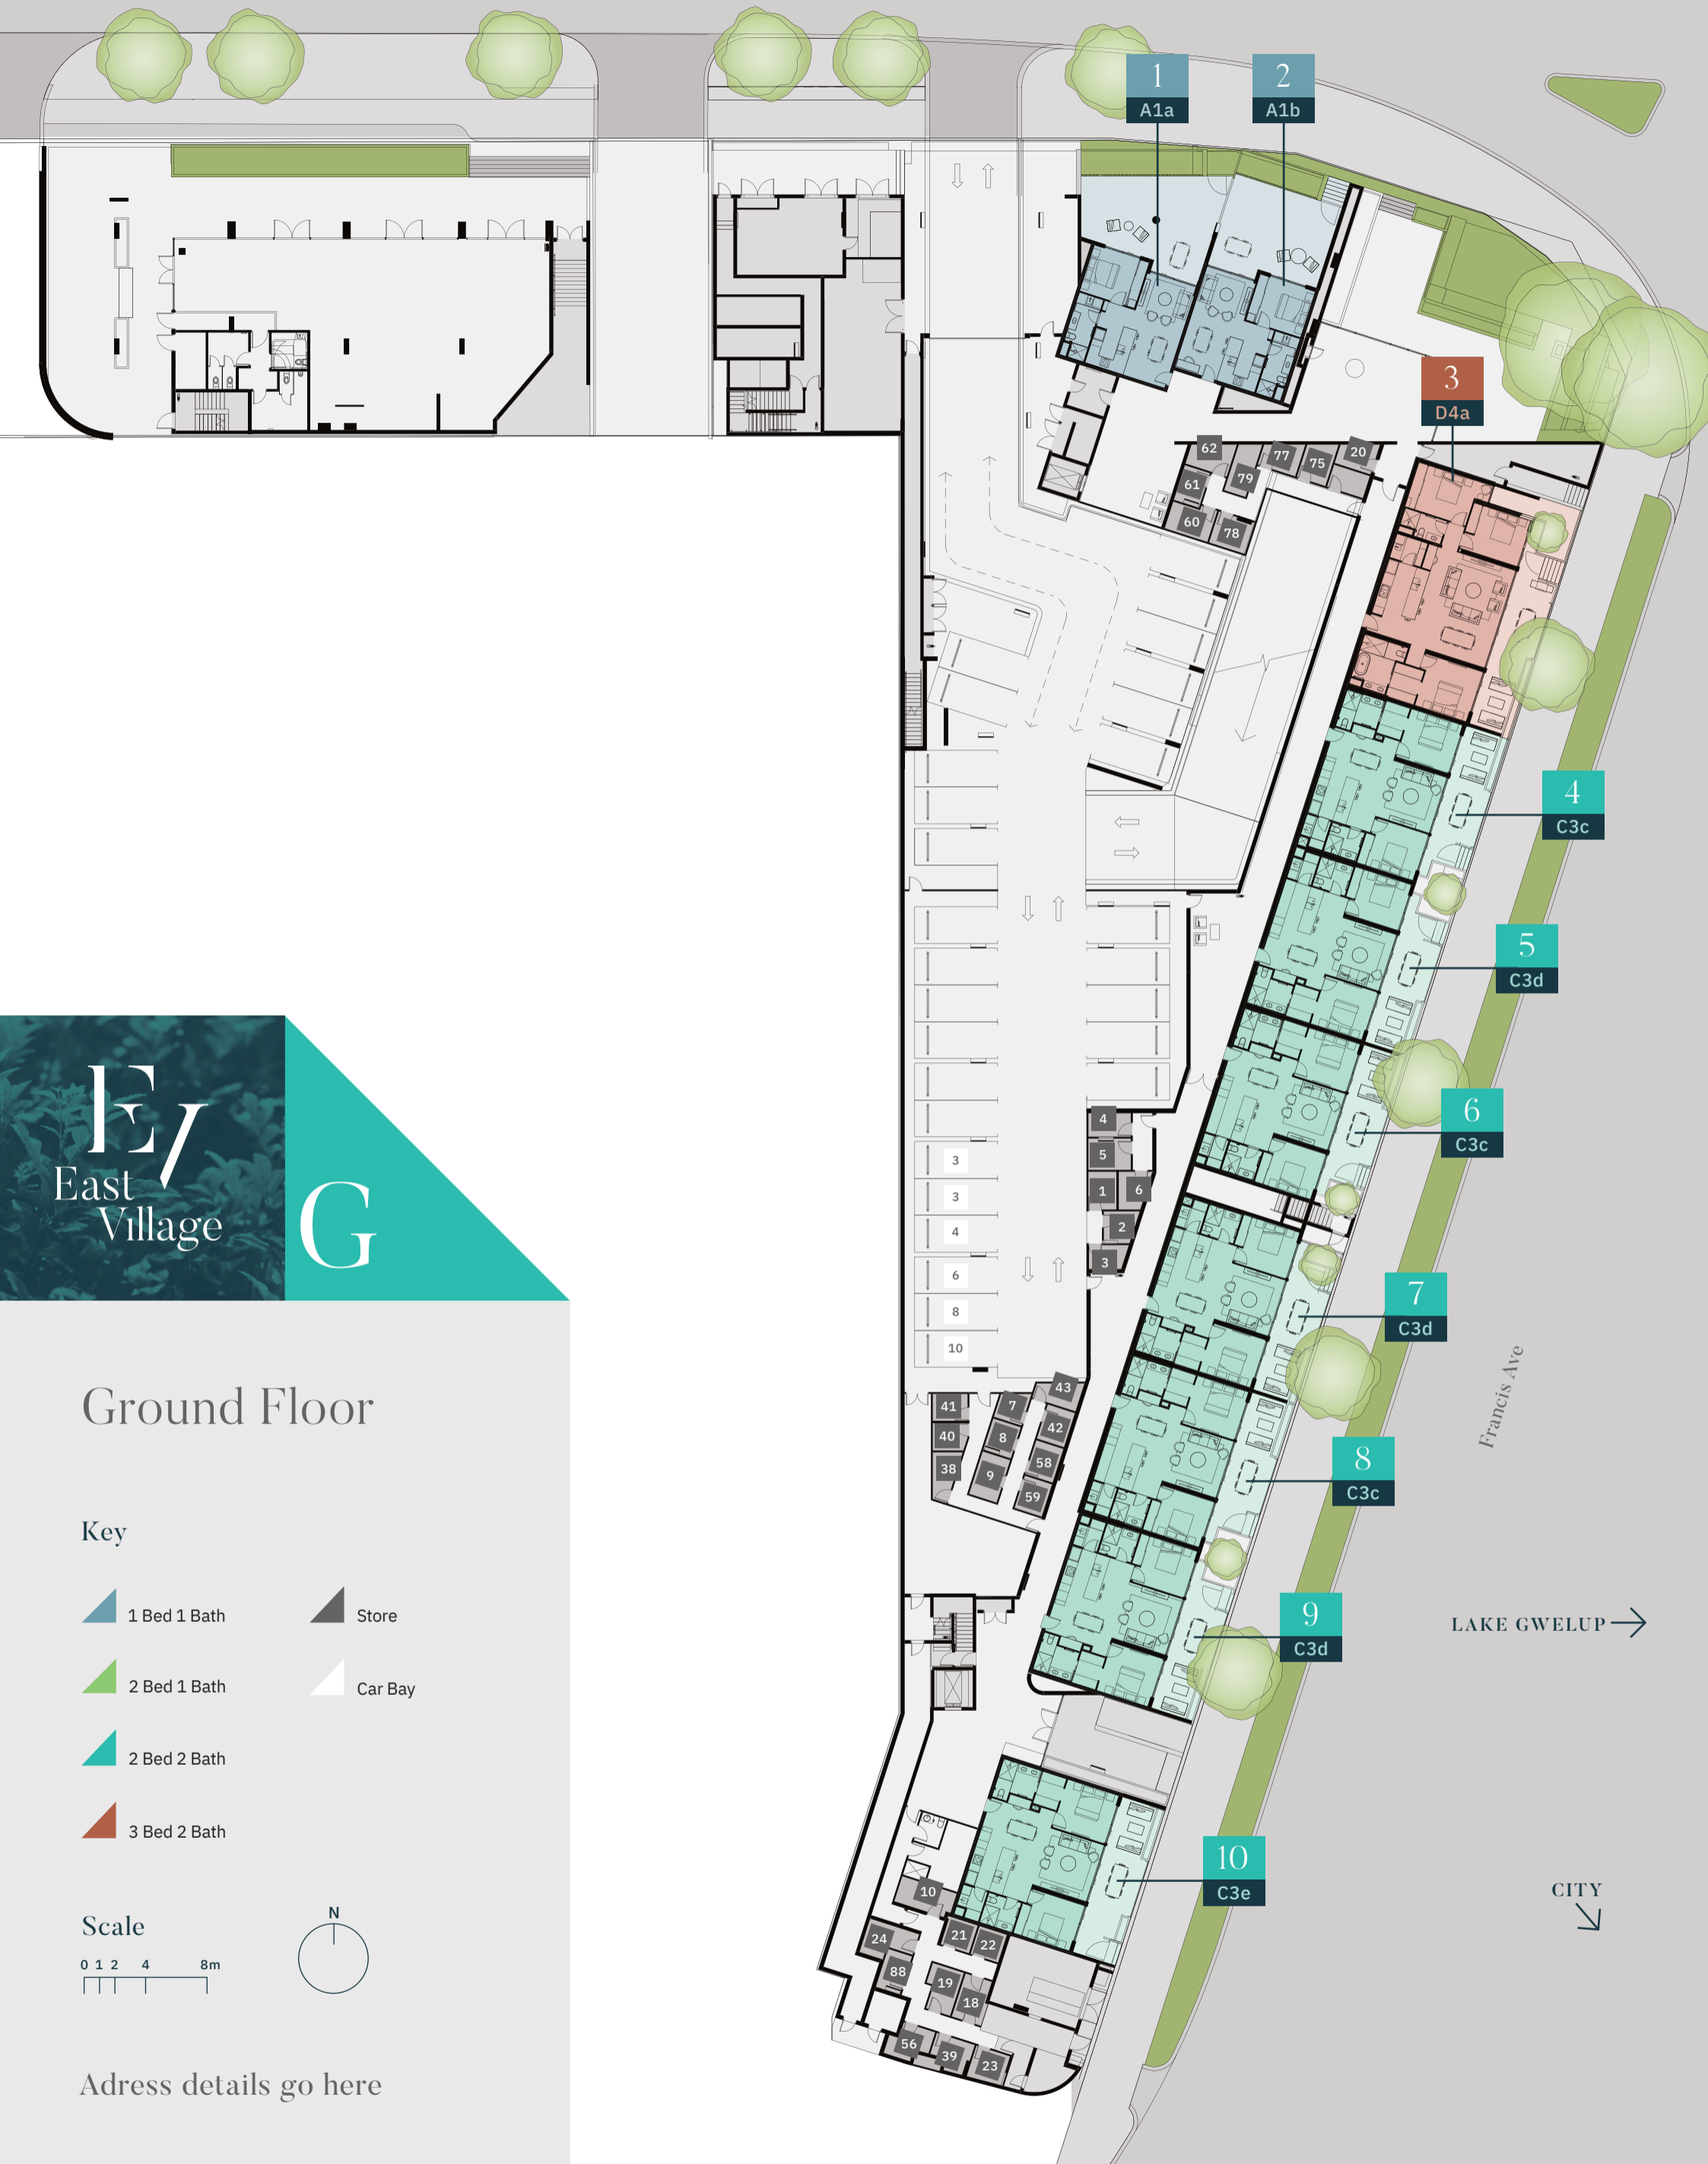 1
A1a
2
A1b
3
D4a
62
61
60
79
78
77
75
20
4
C3c
5
C3d
6
C3c
7
C3d
8
C3c
9
C3d
10
C3e
4
5
1
6
2
3
3
3
4
6
8
10
41
40
38
7
8
9
43
42
58
59
10
24
88
21
22
19
18
56
39
23
Francis Ave
LAKE GWELUP
CITY
EV
East
Village
G
Ground Floor
Key
1 Bed 1 Bath
Store
2 Bed 1 Bath
Car Bay
2 Bed 2 Bath
3 Bed 2 Bath
Scale
0 1 2 4 8m
N
Adress details go here